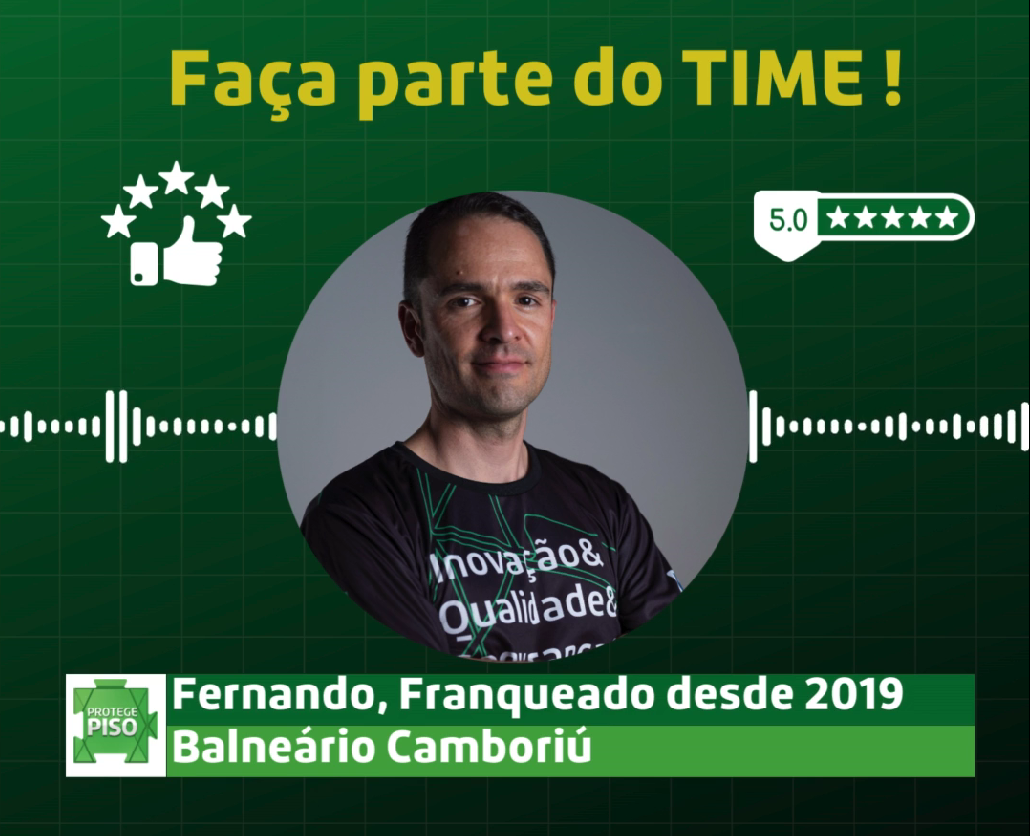 Faça parte do TIME !
5.0
Inovação&
Qualidade&
PROTEGE
PISO
Fernando, Franqueado desde 2019
Balneário Camboriú